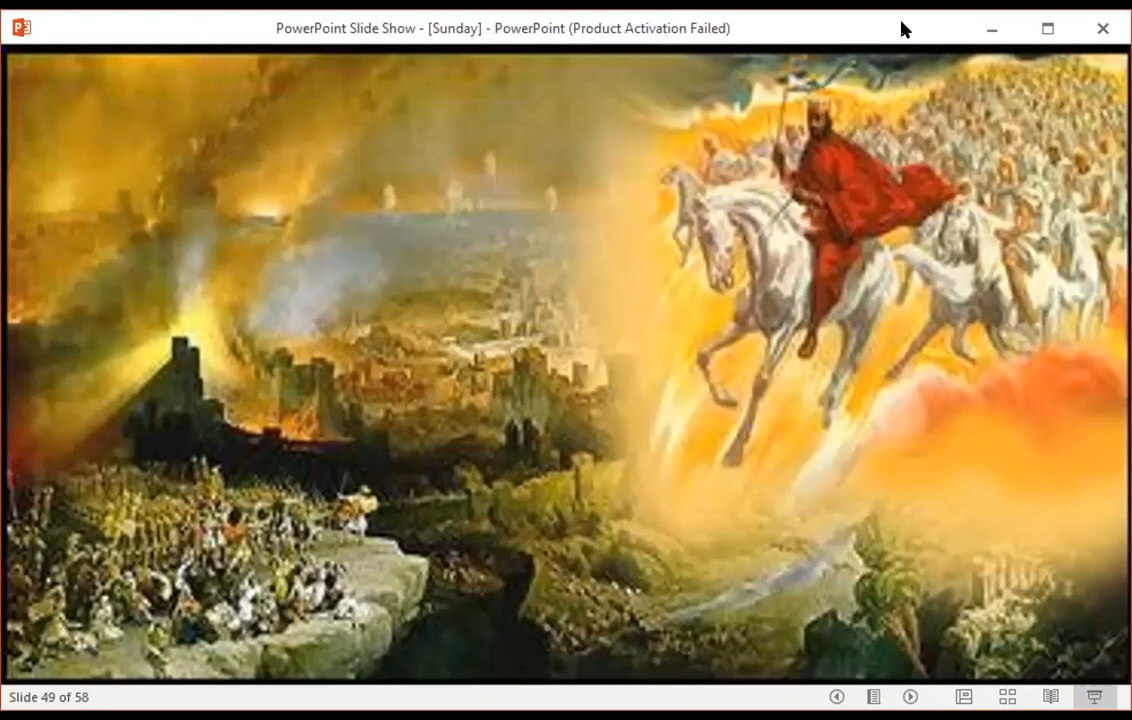 PowerPoint Slide Show - [Sunday] - PowerPoint (Product Activation Failed)
Slide 49 of 58